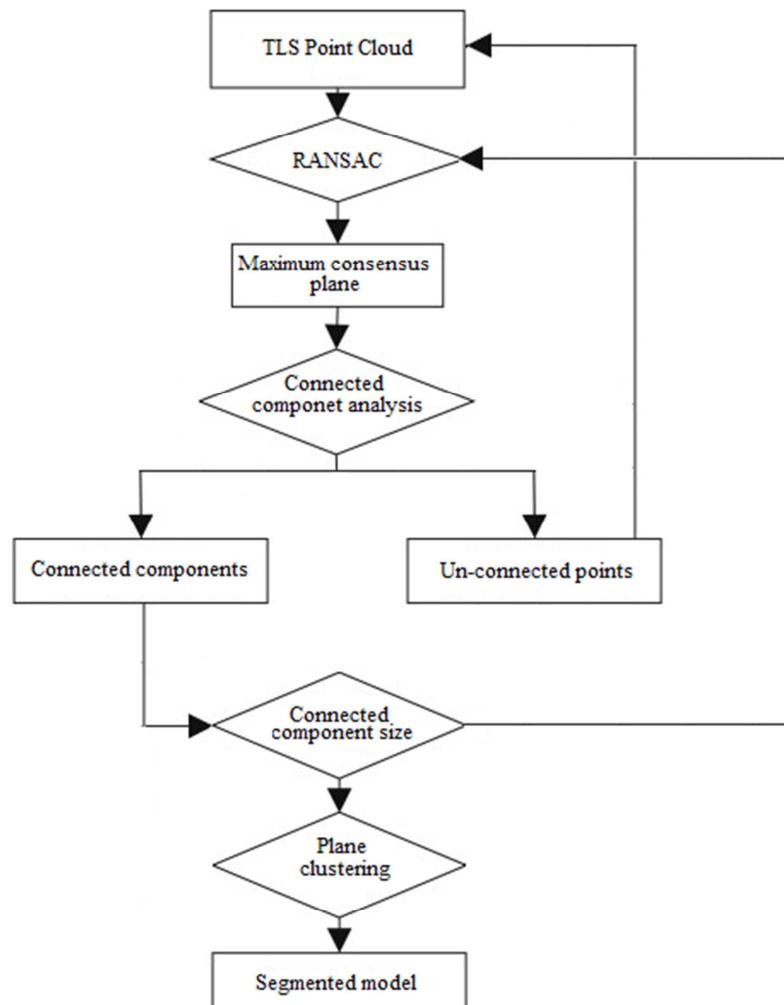 TLS Point Cloud
RANSAC
Maximum consensus
plane
Connected
componet analysis
Connected components
Un-connected points
Connected
component size
Plane
clustering
Segmented model